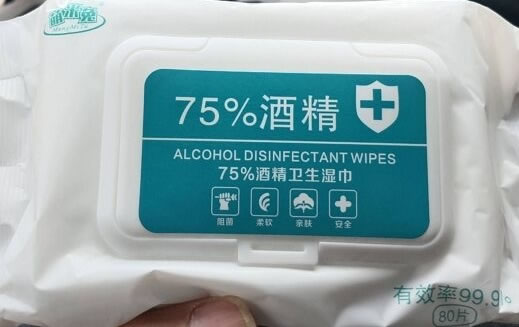 75%酒精
ALCOHOL DISINFECTANT WIPES
75%酒精卫生湿巾
阻菌 柔软 亲肤 安全
有效率99.9%
80片